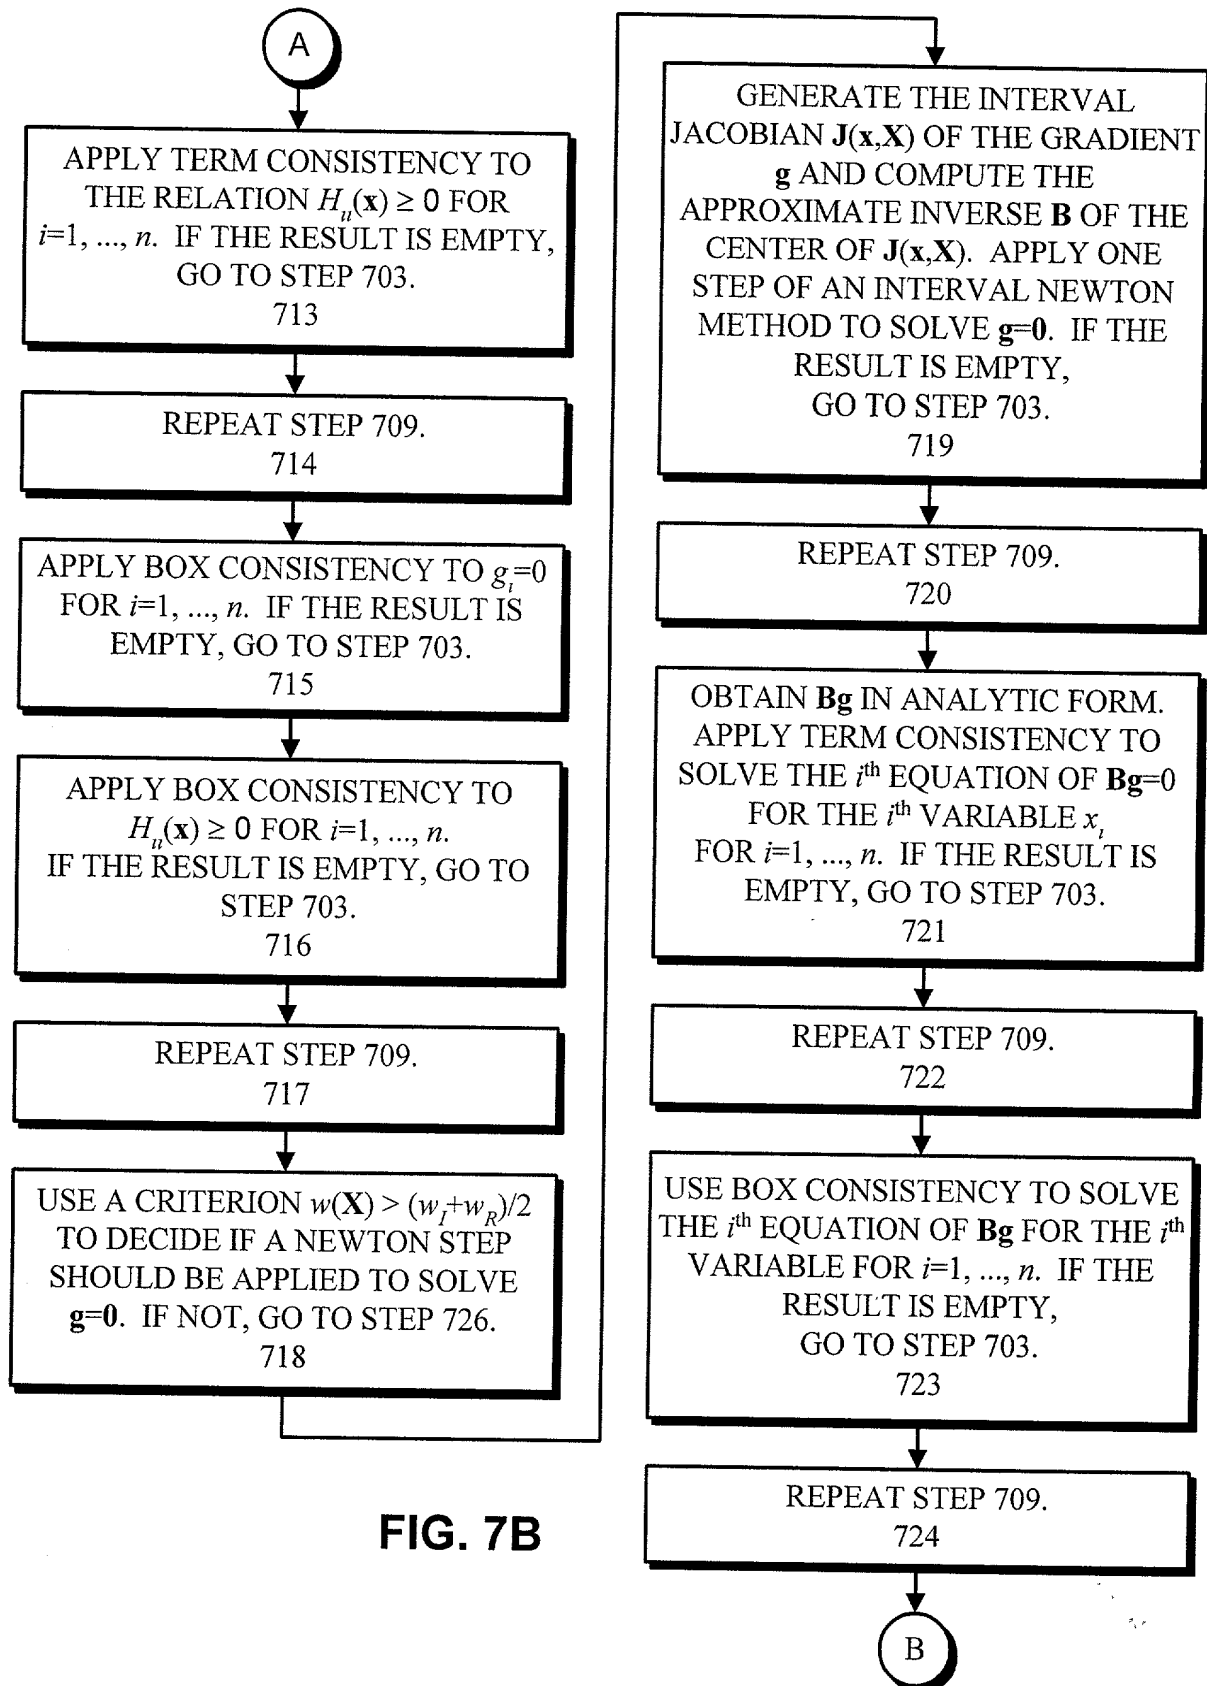 A
APPLY TERM CONSISTENCY TO
THE RELATION H_ii(x) ≥ 0 FOR
i=1, ..., n. IF THE RESULT IS EMPTY,
GO TO STEP 703.
713
REPEAT STEP 709.
714
APPLY BOX CONSISTENCY TO g_i=0
FOR i=1, ..., n. IF THE RESULT IS
EMPTY, GO TO STEP 703.
715
APPLY BOX CONSISTENCY TO
H_ii(x) ≥ 0 FOR i=1, ..., n.
IF THE RESULT IS EMPTY, GO TO
STEP 703.
716
REPEAT STEP 709.
717
USE A CRITERION w(X) > (w_I+w_R)/2
TO DECIDE IF A NEWTON STEP
SHOULD BE APPLIED TO SOLVE
g=0. IF NOT, GO TO STEP 726.
718
GENERATE THE INTERVAL
JACOBIAN J(x,X) OF THE GRADIENT
g AND COMPUTE THE
APPROXIMATE INVERSE B OF THE
CENTER OF J(x,X). APPLY ONE
STEP OF AN INTERVAL NEWTON
METHOD TO SOLVE g=0. IF THE
RESULT IS EMPTY,
GO TO STEP 703.
719
REPEAT STEP 709.
720
OBTAIN Bg IN ANALYTIC FORM.
APPLY TERM CONSISTENCY TO
SOLVE THE i^th EQUATION OF Bg=0
FOR THE i^th VARIABLE x_i
FOR i=1, ..., n. IF THE RESULT IS
EMPTY, GO TO STEP 703.
721
REPEAT STEP 709.
722
USE BOX CONSISTENCY TO SOLVE
THE i^th EQUATION OF Bg FOR THE i^th
VARIABLE FOR i=1, ..., n. IF THE
RESULT IS EMPTY,
GO TO STEP 703.
723
REPEAT STEP 709.
724
B
FIG. 7B